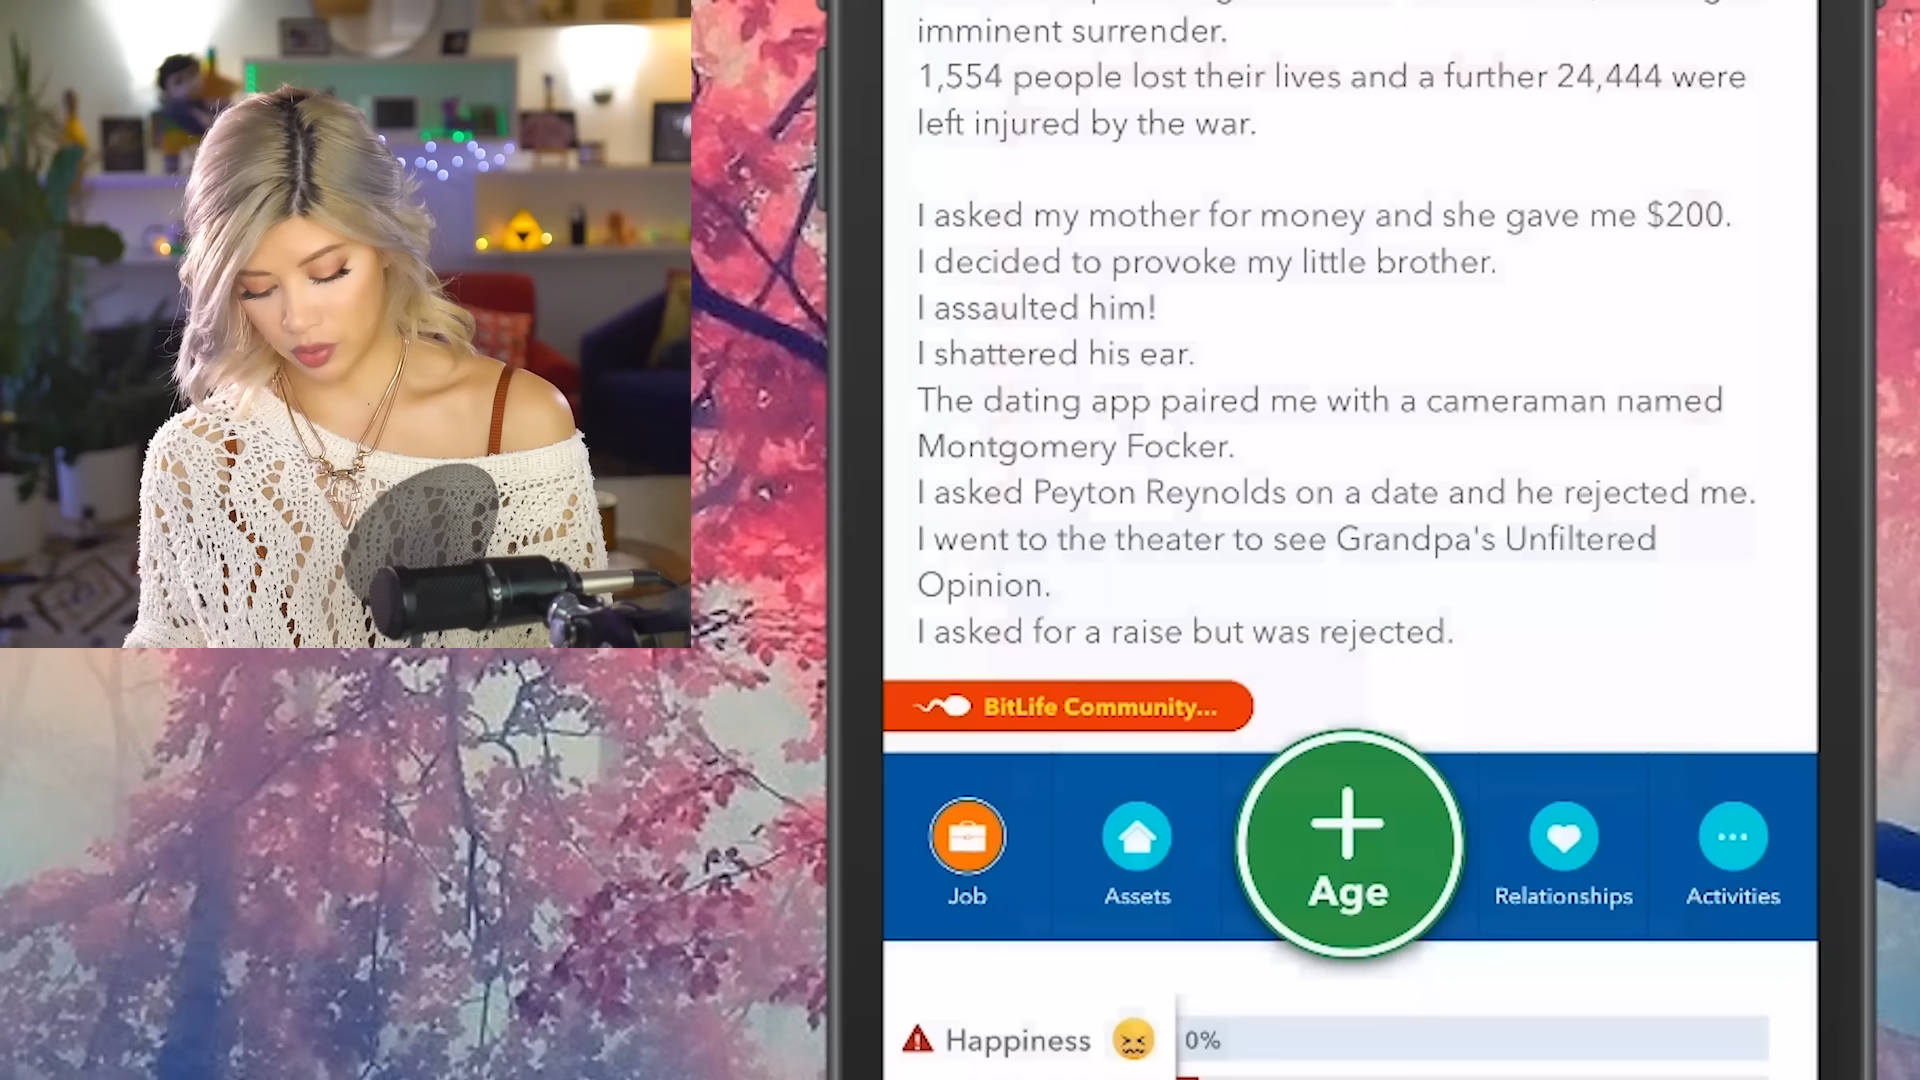 imminent surrender.
1,554 people lost their lives and a further 24,444 were
left injured by the war.
I asked my mother for money and she gave me $200.
I decided to provoke my little brother.
I assaulted him!
I shattered his ear.
The dating app paired me with a cameraman named
Montgomery Focker.
I asked Peyton Reynolds on a date and he rejected me.
I went to the theater to see Grandpa's Unfiltered
Opinion.
I asked for a raise but was rejected.
BitLife Community...
Job
Assets
Age
Relationships
Activities
Happiness
0%